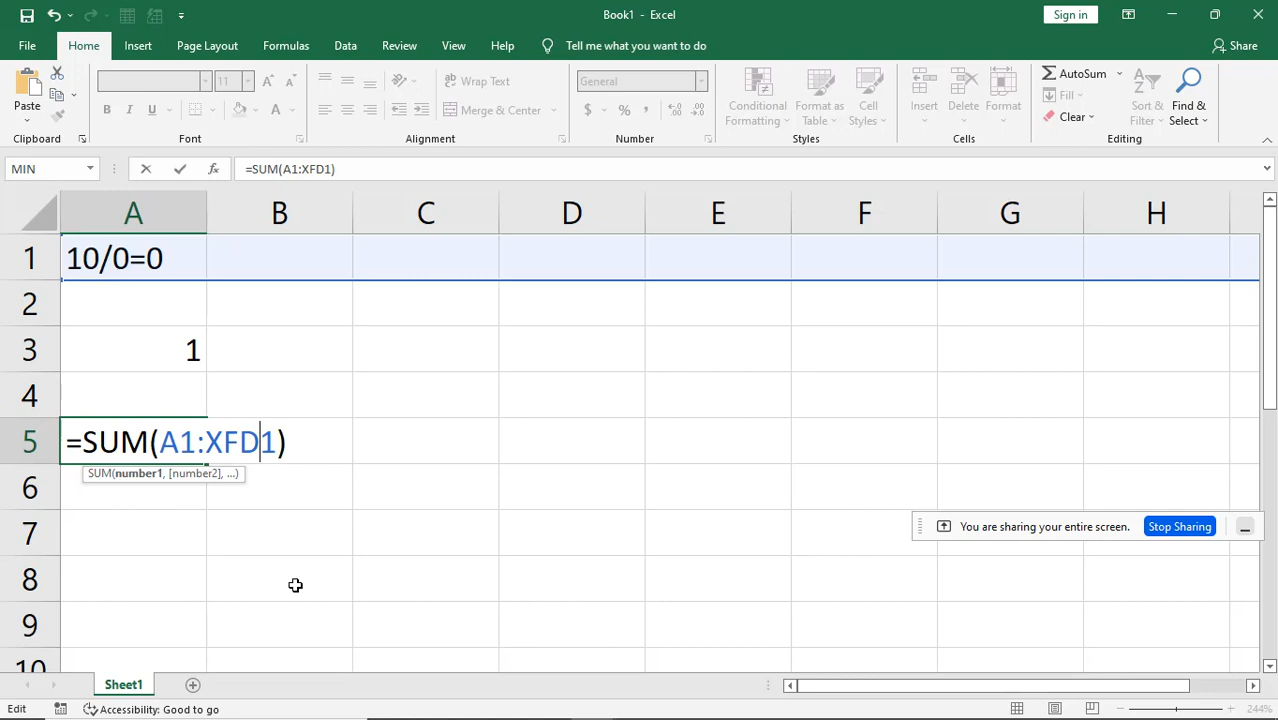 Book1 - Excel
Sign in
File Home Insert Page Layout Formulas Data Review View Help Tell me what you want to do Share
Paste
Clipboard
11
B I U A
Font
Wrap Text
Merge & Center
Alignment
General
$ % ,
Number
Conditional Formatting
Format as Table
Cell Styles
Styles
Insert Delete Format
Cells
AutoSum
Fill
Clear
Sort & Filter
Find & Select
Editing
MIN fx =SUM(A1:XFD1)
A B C D E F G H
1 10/0=0
2
3 1
4
5 =SUM(A1:XFD1)
SUM(number1, [number2], ...)
6
7
You are sharing your entire screen. Stop Sharing
8
9
10
Sheet1
Edit Accessibility: Good to go 244%